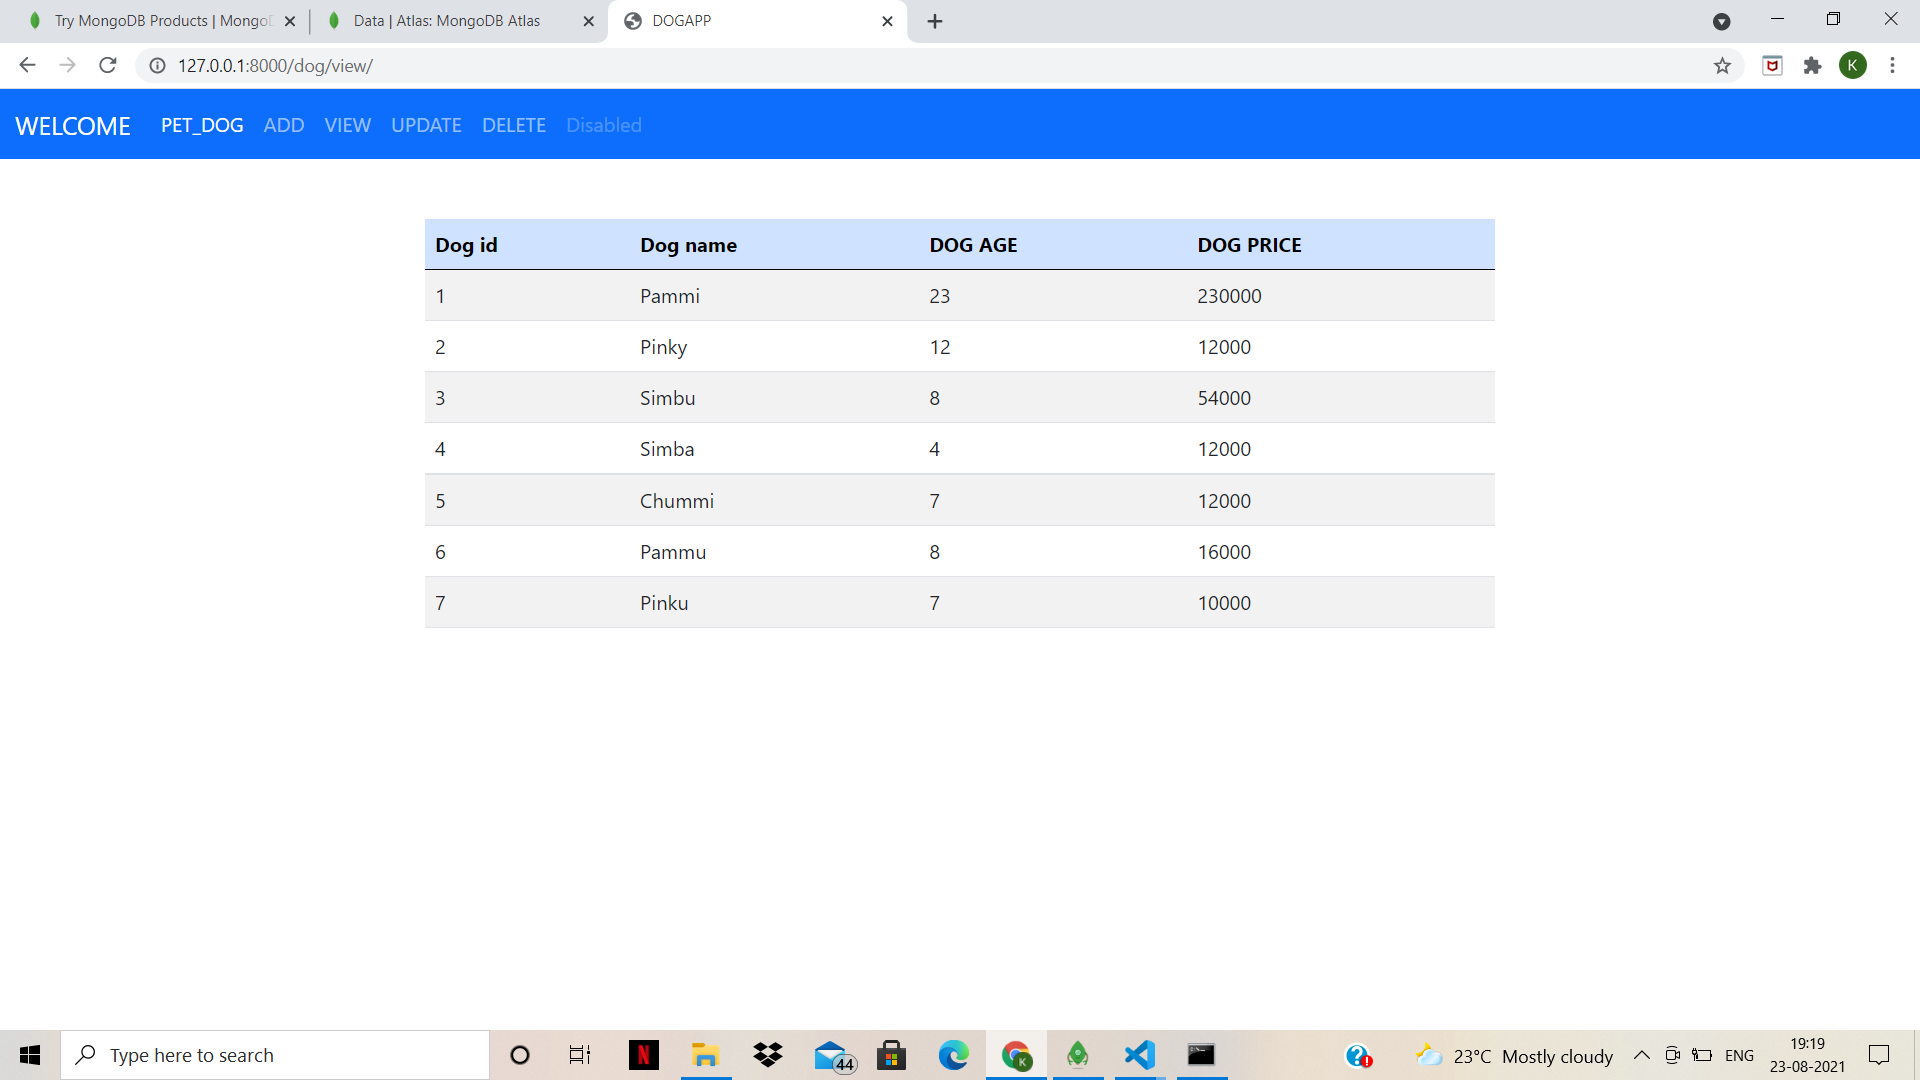 Try MongoDB Products | MongoD
Data | Atlas: MongoDB Atlas
DOGAPP
127.0.0.1:8000/dog/view/
K
WELCOME PET_DOG ADD VIEW UPDATE DELETE Disabled
Dog id Dog name DOG AGE DOG PRICE
1 Pammi 23 230000
2 Pinky 12 12000
3 Simbu 8 54000
4 Simba 4 12000
5 Chummi 7 12000
6 Pammu 8 16000
7 Pinku 7 10000
Type here to search
N
44
K
23°C Mostly cloudy
ENG
19:19
23-08-2021